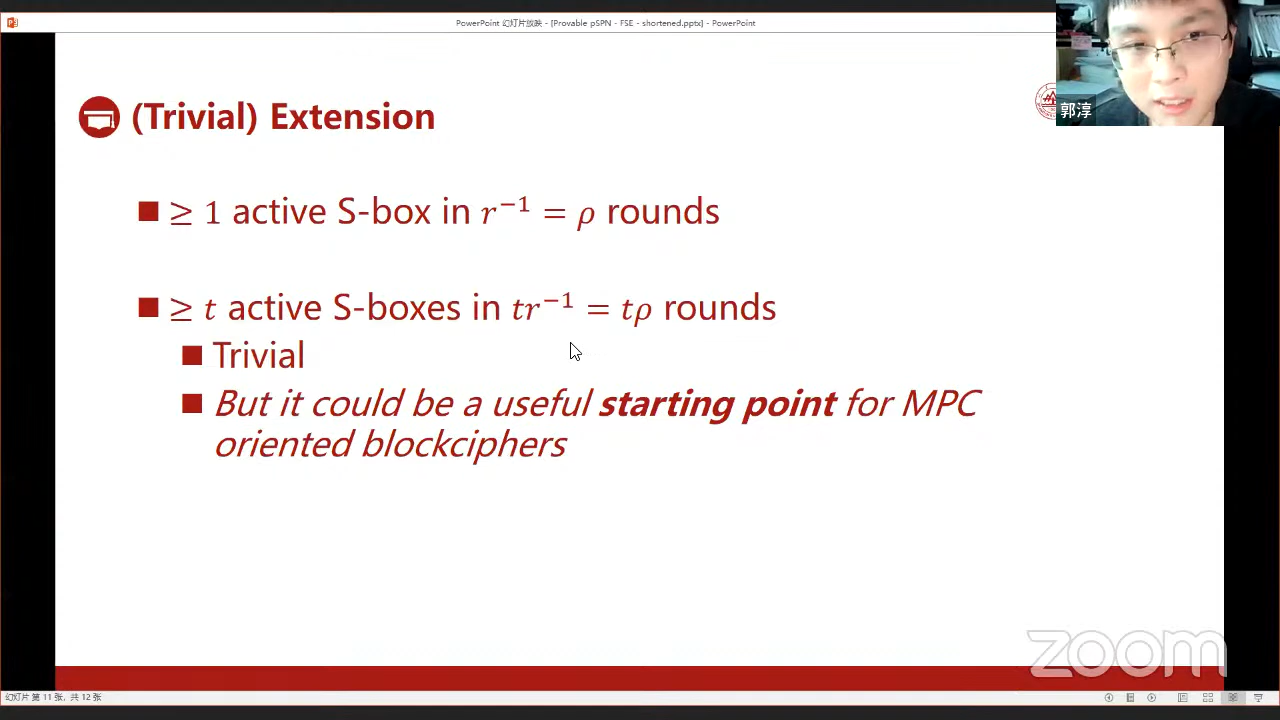 PowerPoint 幻灯片放映 - [Provable pSPN - FSE - shortened.pptx] - PowerPoint
郭淳
(Trivial) Extension
≥ 1 active S-box in r⁻¹ = ρ rounds
≥ t active S-boxes in tr⁻¹ = tρ rounds
Trivial
But it could be a useful starting point for MPC
oriented blockciphers
zoom
幻灯片 第 11 张，共 12 张